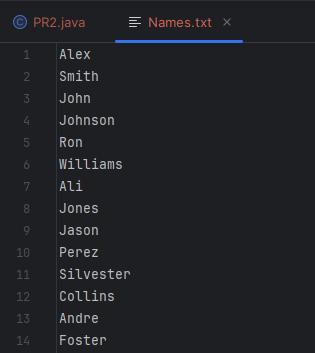 PR2.java Names.txt
1 Alex
2 Smith
3 John
4 Johnson
5 Ron
6 Williams
7 Ali
8 Jones
9 Jason
10 Perez
11 Silvester
12 Collins
13 Andre
14 Foster